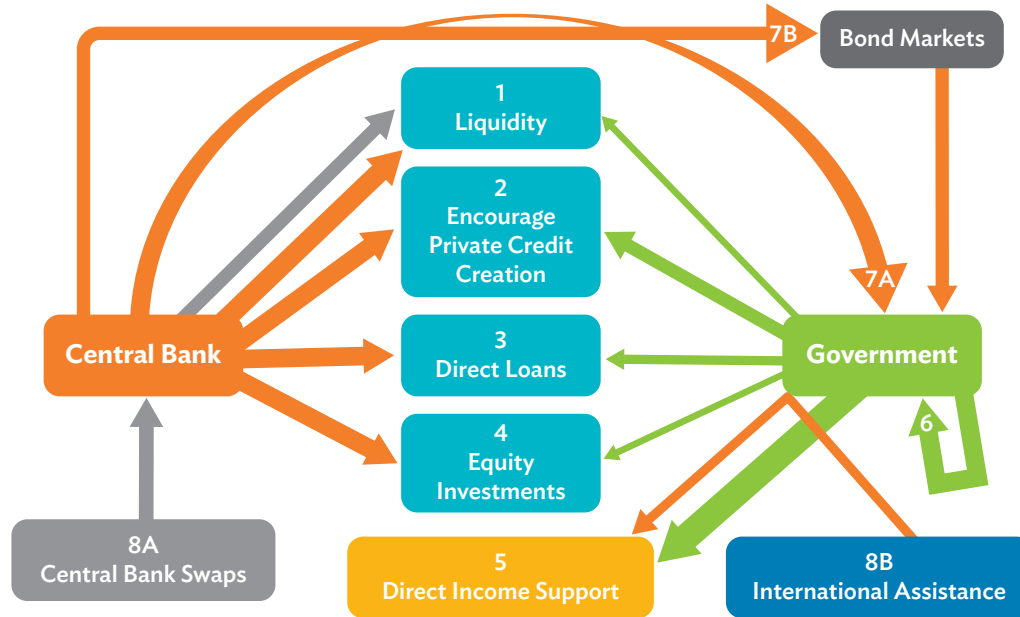 7B
Bond Markets
1
Liquidity
2
Encourage
Private Credit
Creation
7A
Central Bank
3
Direct Loans
Government
4
Equity
Investments
6
8A
Central Bank Swaps
5
Direct Income Support
8B
International Assistance